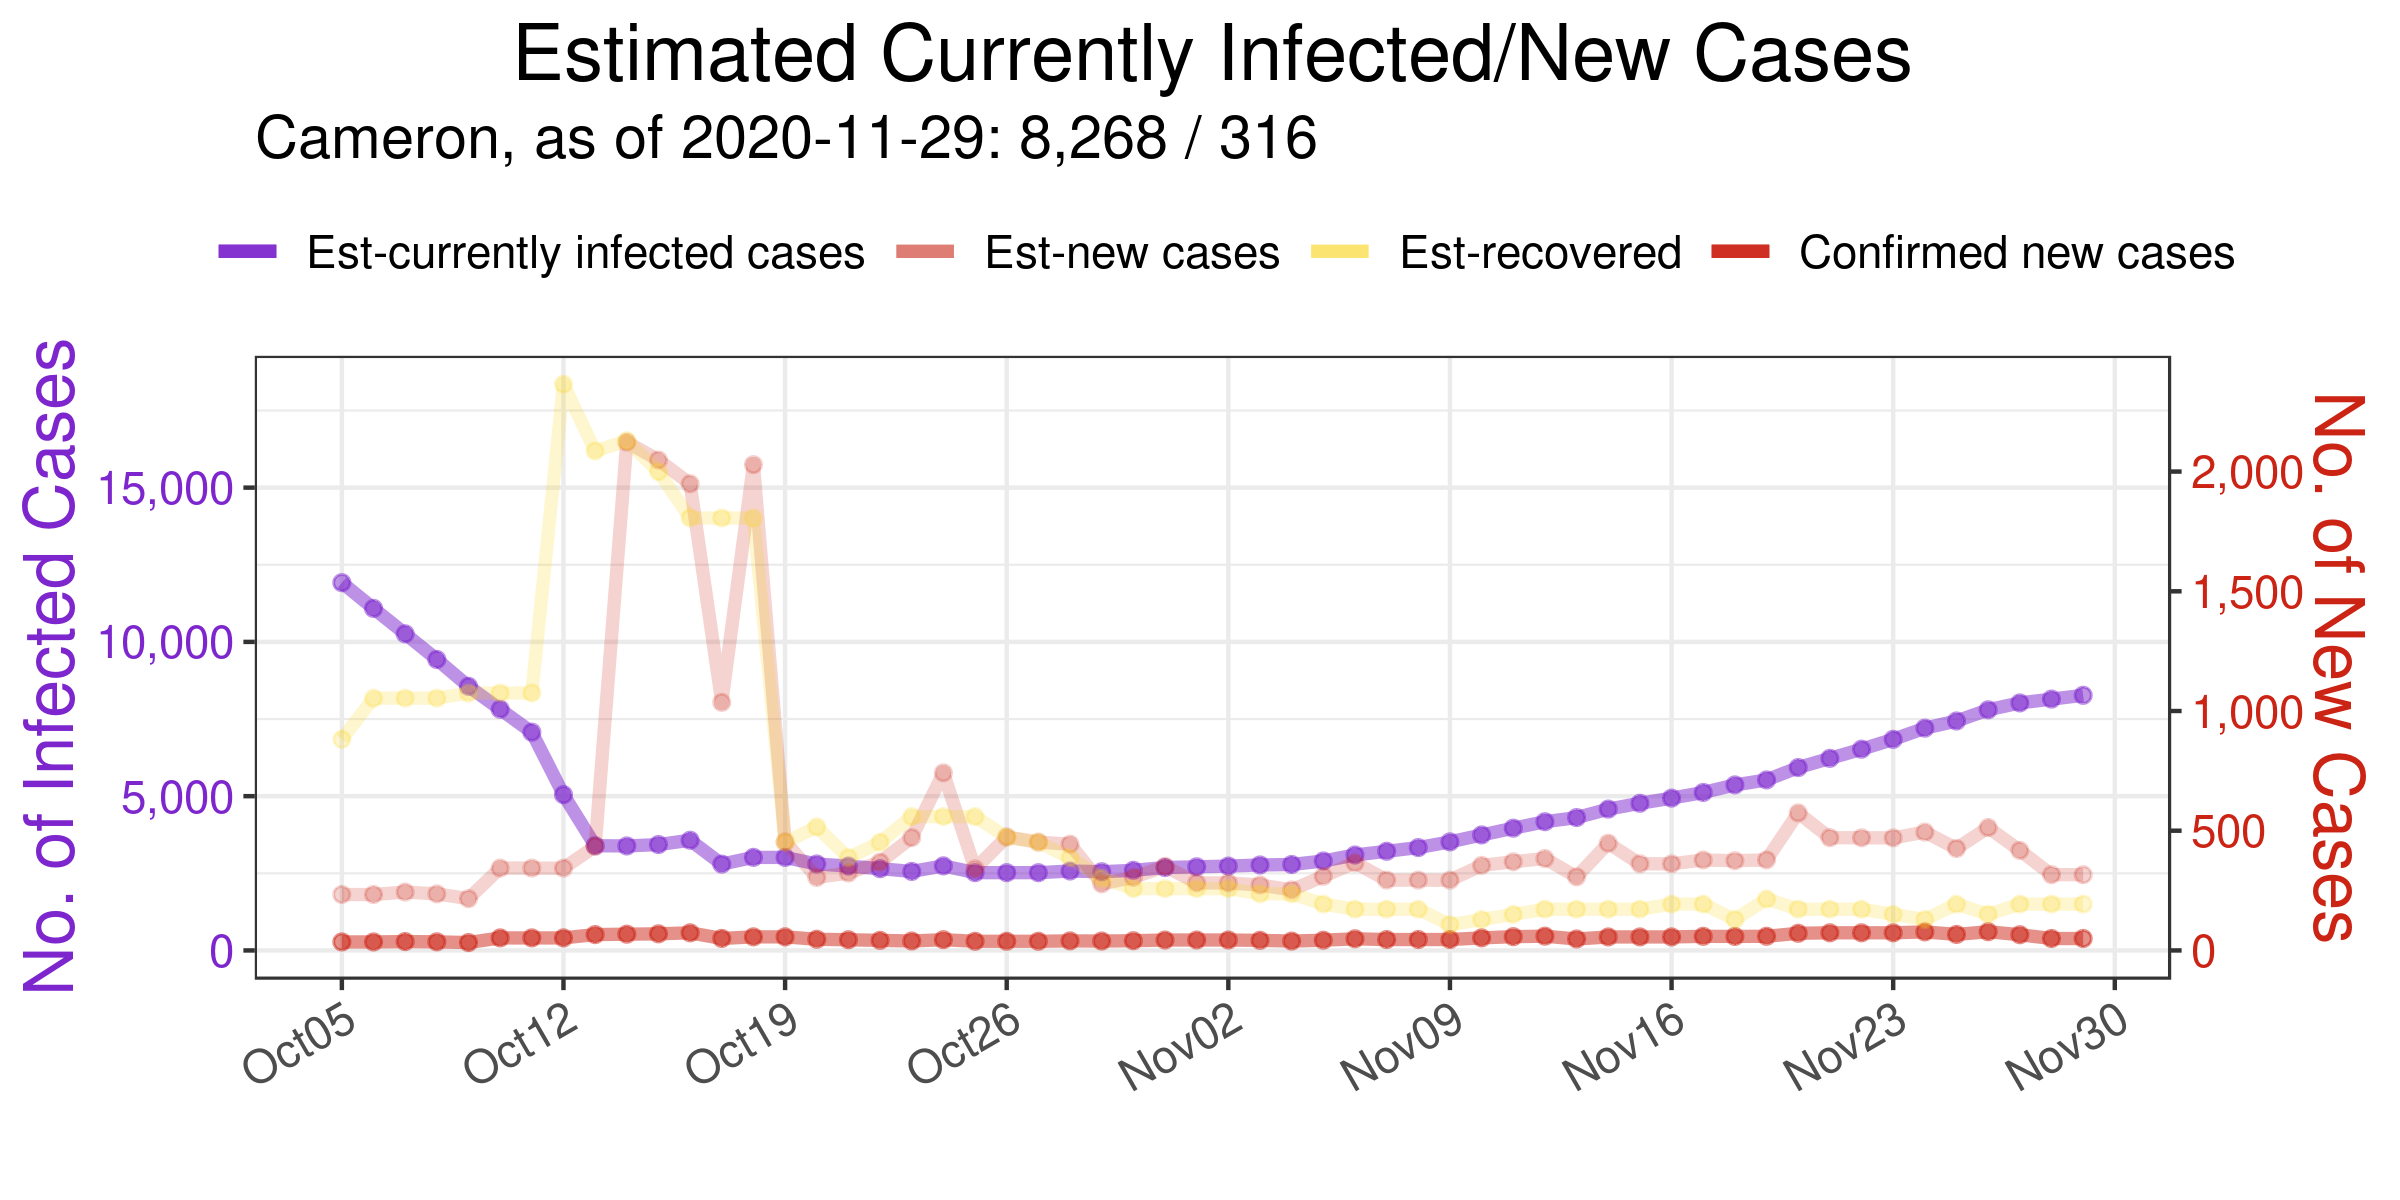 Estimated Currently Infected/New Cases
Cameron, as of 2020-11-29: 8,268 / 316
Est-currently infected cases Est-new cases Est-recovered Confirmed new cases
No. of Infected Cases
15,000
10,000
5,000
0
2,000
1,500
1,000
500
0
No. of New Cases
Oct05 Oct12 Oct19 Oct26 Nov02 Nov09 Nov16 Nov23 Nov30